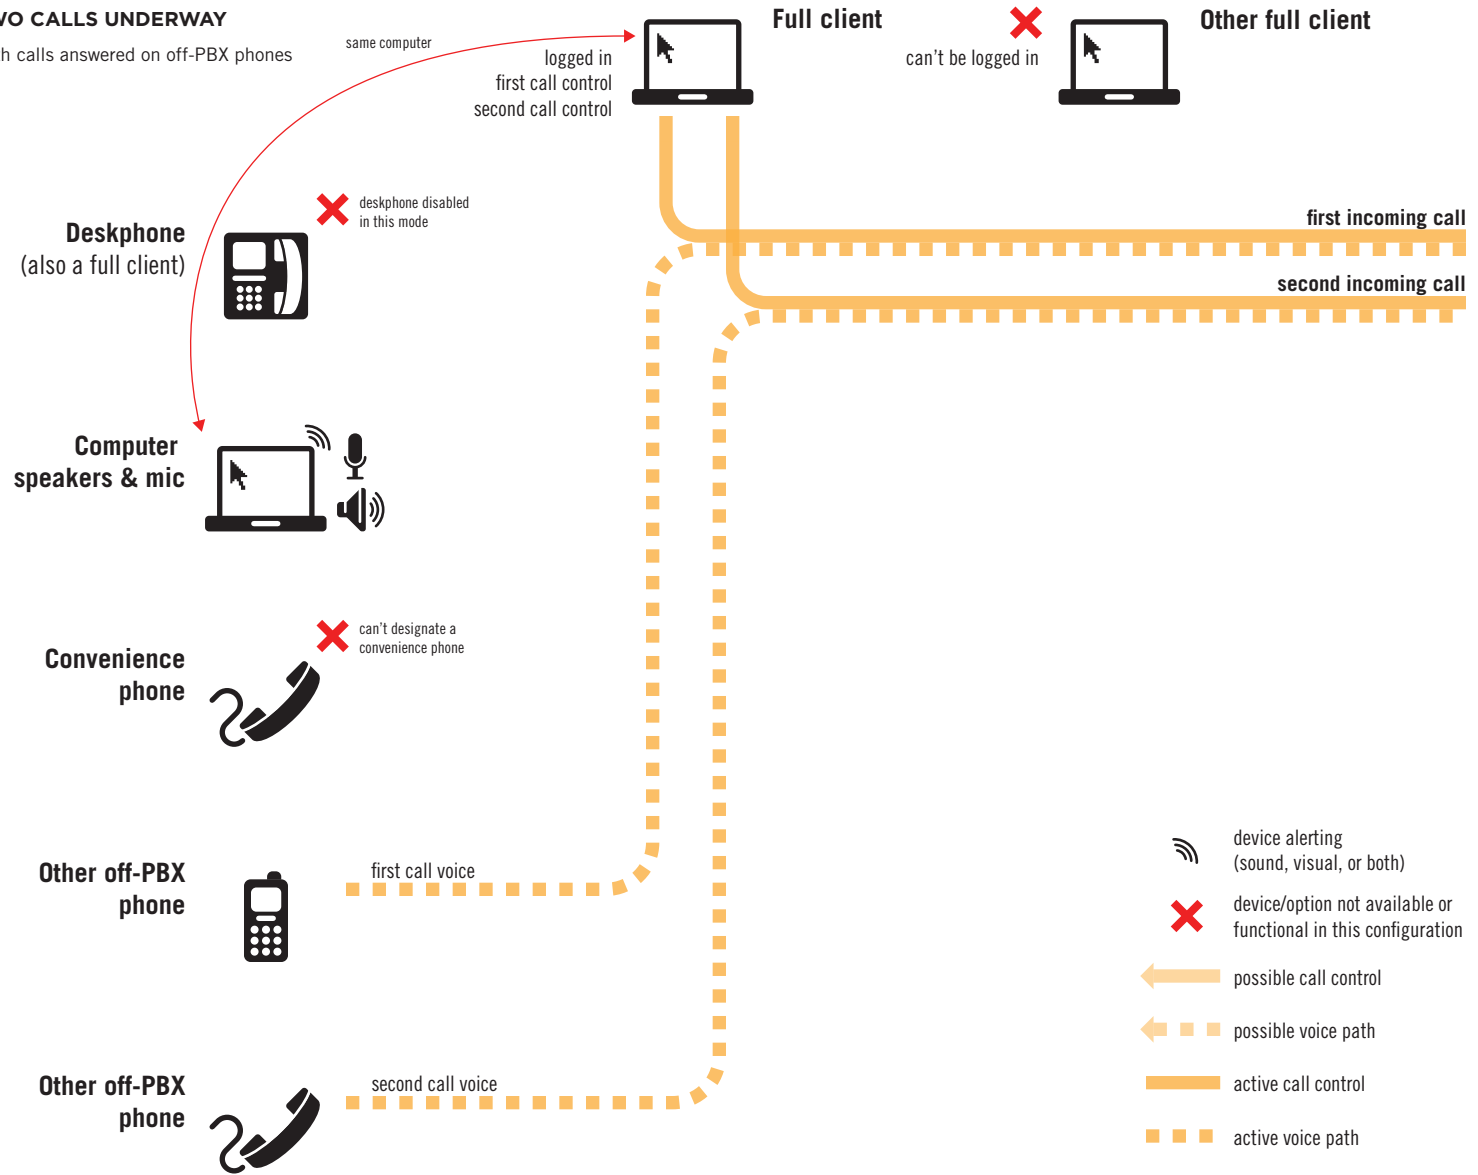 WO CALLS UNDERWAY
h calls answered on off-PBX phones
same computer
logged in
first call control
second call control
Full client
can't be logged in
Other full client
Deskphone
(also a full client)
deskphone disabled
in this mode
first incoming call
second incoming call
Computer
speakers & mic
Convenience
phone
can't designate a
convenience phone
Other off-PBX
phone
first call voice
Other off-PBX
phone
second call voice
device alerting
(sound, visual, or both)
device/option not available or
functional in this configuration
possible call control
possible voice path
active call control
active voice path